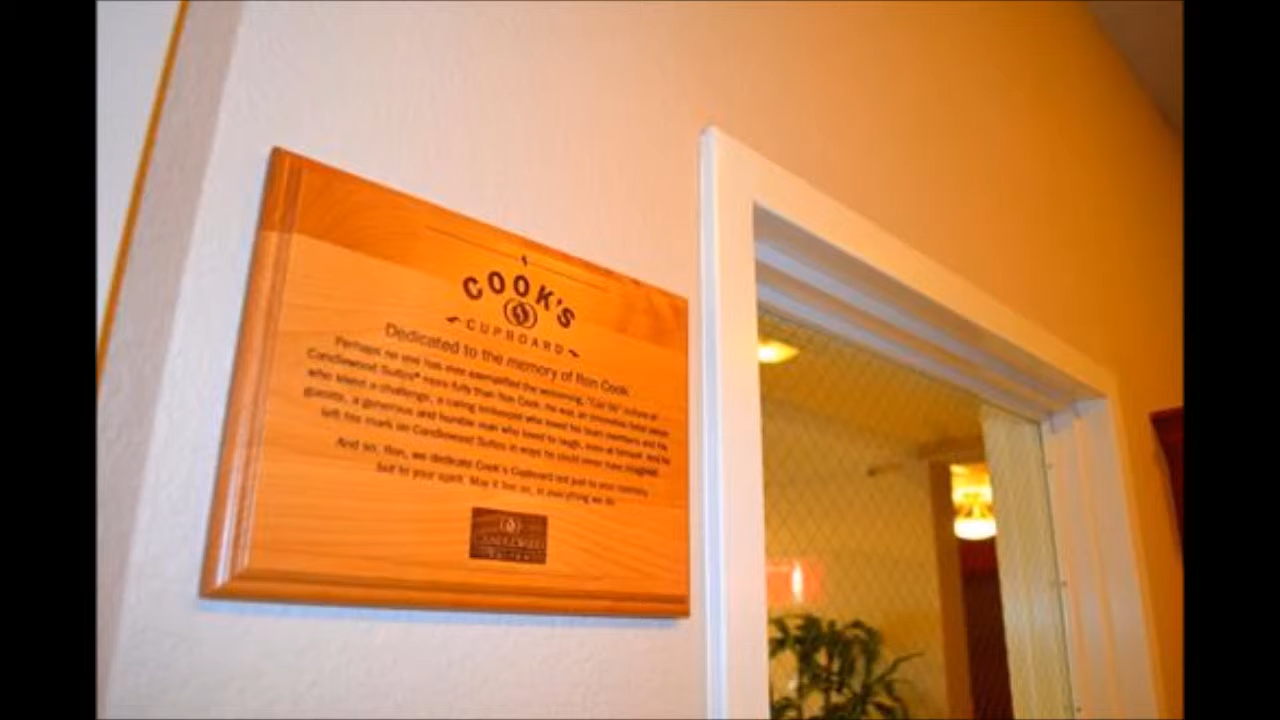 COOK'S
CUPBOARD
Dedicated to the memory of Ron Cook.
Perhaps no one has ever exemplified the welcoming, "Can Do" culture of
Candlewood Suites® more fully than Ron Cook. He was an innovative hotel owner
who loved a challenge, a caring innkeeper who loved his team members and his
guests, a generous and humble man who loved to laugh, even at himself. And he
left his mark on Candlewood Suites in ways he could never have imagined.
And so, Ron, we dedicate Cook's Cupboard not just to your memory,
but to your spirit. May it live on, in everything we do.
CANDLEWOOD
SUITES